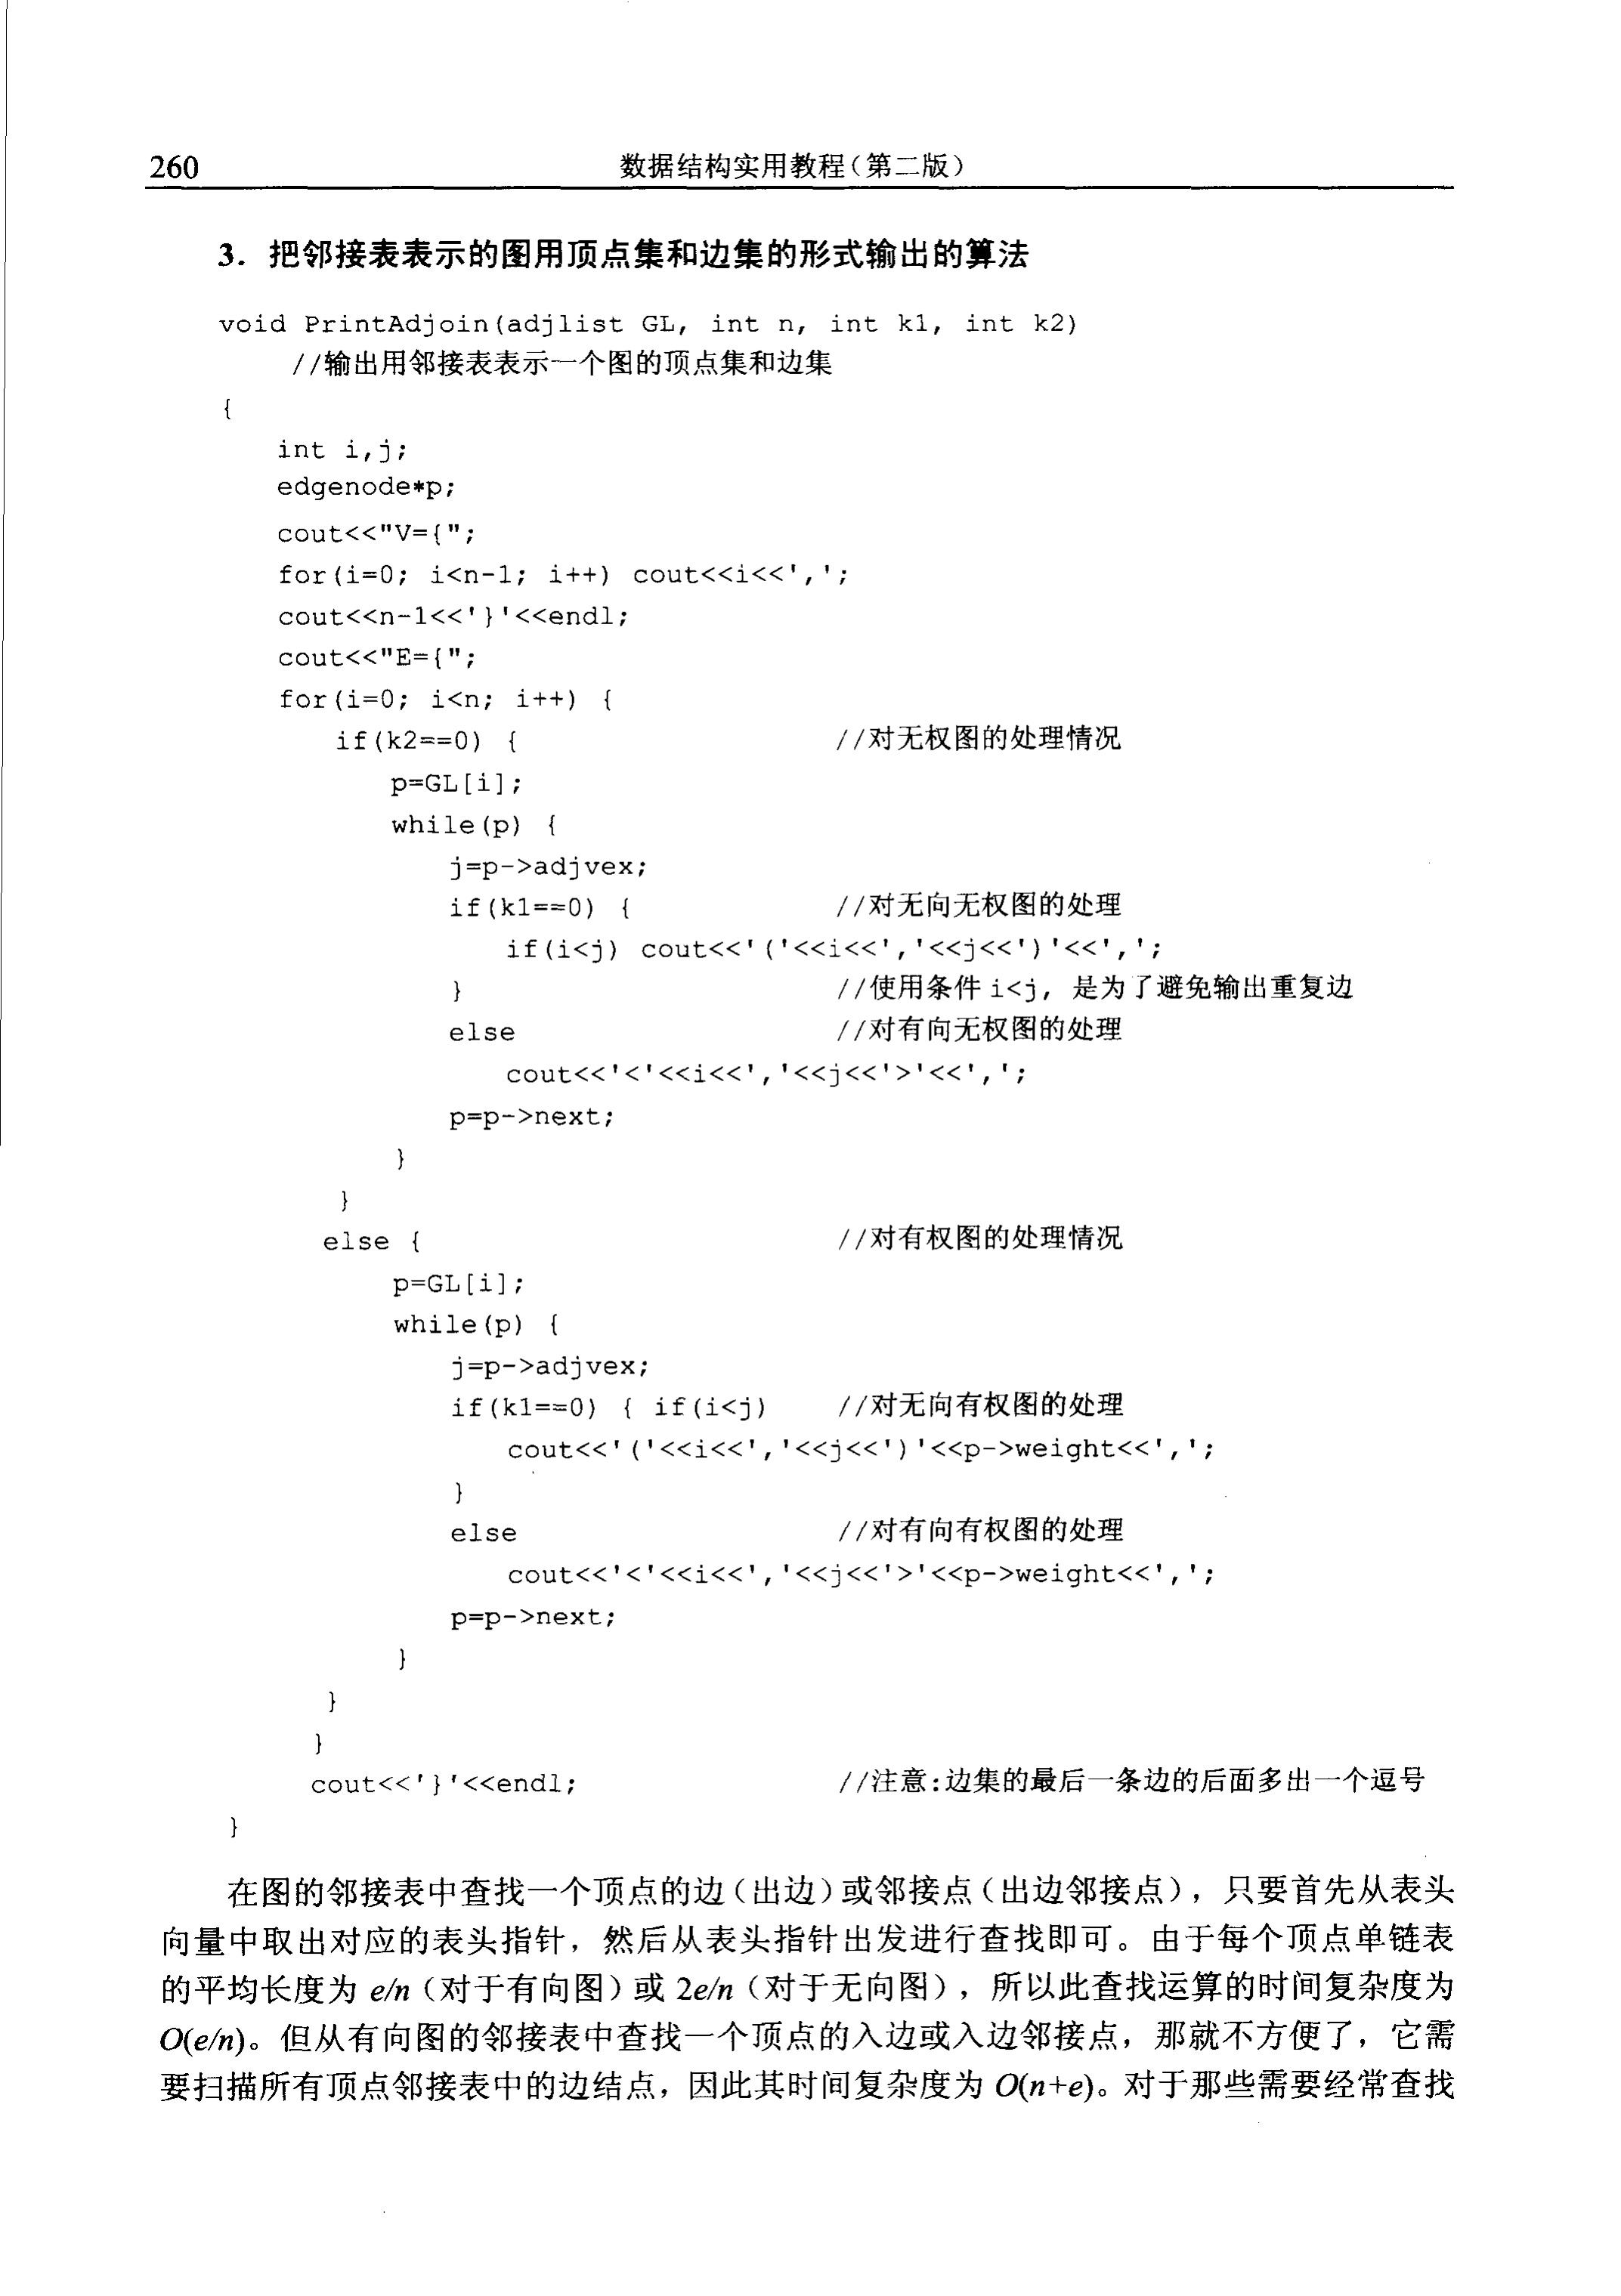 260 数据结构实用教程(第二版)
3. 把邻接表表示的图用顶点集和边集的形式输出的算法
void PrintAdjoin(adjlist GL, int n, int k1, int k2)
//输出用邻接表表示一个图的顶点集和边集
{
int i,j;
edgenode*p;
cout<<"V={";
for(i=0; i<n-1; i++) cout<<i<<',';
cout<<n-1<<'}'<<endl;
cout<<"E={";
for(i=0; i<n; i++) {
if(k2==0) { //对无权图的处理情况
p=GL[i];
while(p) {
j=p->adjvex;
if(k1==0) { //对无向无权图的处理
if(i<j) cout<<'('<<i<<','<<j<<')'<<',';
} //使用条件 i<j, 是为了避免输出重复边
else //对有向无权图的处理
cout<<'<'<<i<<','<<j<<'>'<<',';
p=p->next;
}
}
else { //对有权图的处理情况
p=GL[i];
while(p) {
j=p->adjvex;
if(k1==0) { if(i<j) //对无向有权图的处理
cout<<'('<<i<<','<<j<<')'<<p->weight<<',';
}
else //对有向有权图的处理
cout<<'<'<<i<<','<<j<<'>'<<p->weight<<',';
p=p->next;
}
}
}
cout<<'}'<<endl; //注意:边集的最后一条边的后面多出一个逗号
}
在图的邻接表中查找一个顶点的边(出边)或邻接点(出边邻接点)，只要首先从表头
向量中取出对应的表头指针，然后从表头指针出发进行查找即可。由于每个顶点单链表
的平均长度为 e/n (对于有向图)或 2e/n (对于无向图)，所以此查找运算的时间复杂度为
O(e/n)。但从有向图的邻接表中查找一个顶点的入边或入边邻接点，那就不方便了，它需
要扫描所有顶点邻接表中的边结点，因此其时间复杂度为 O(n+e)。对于那些需要经常查找